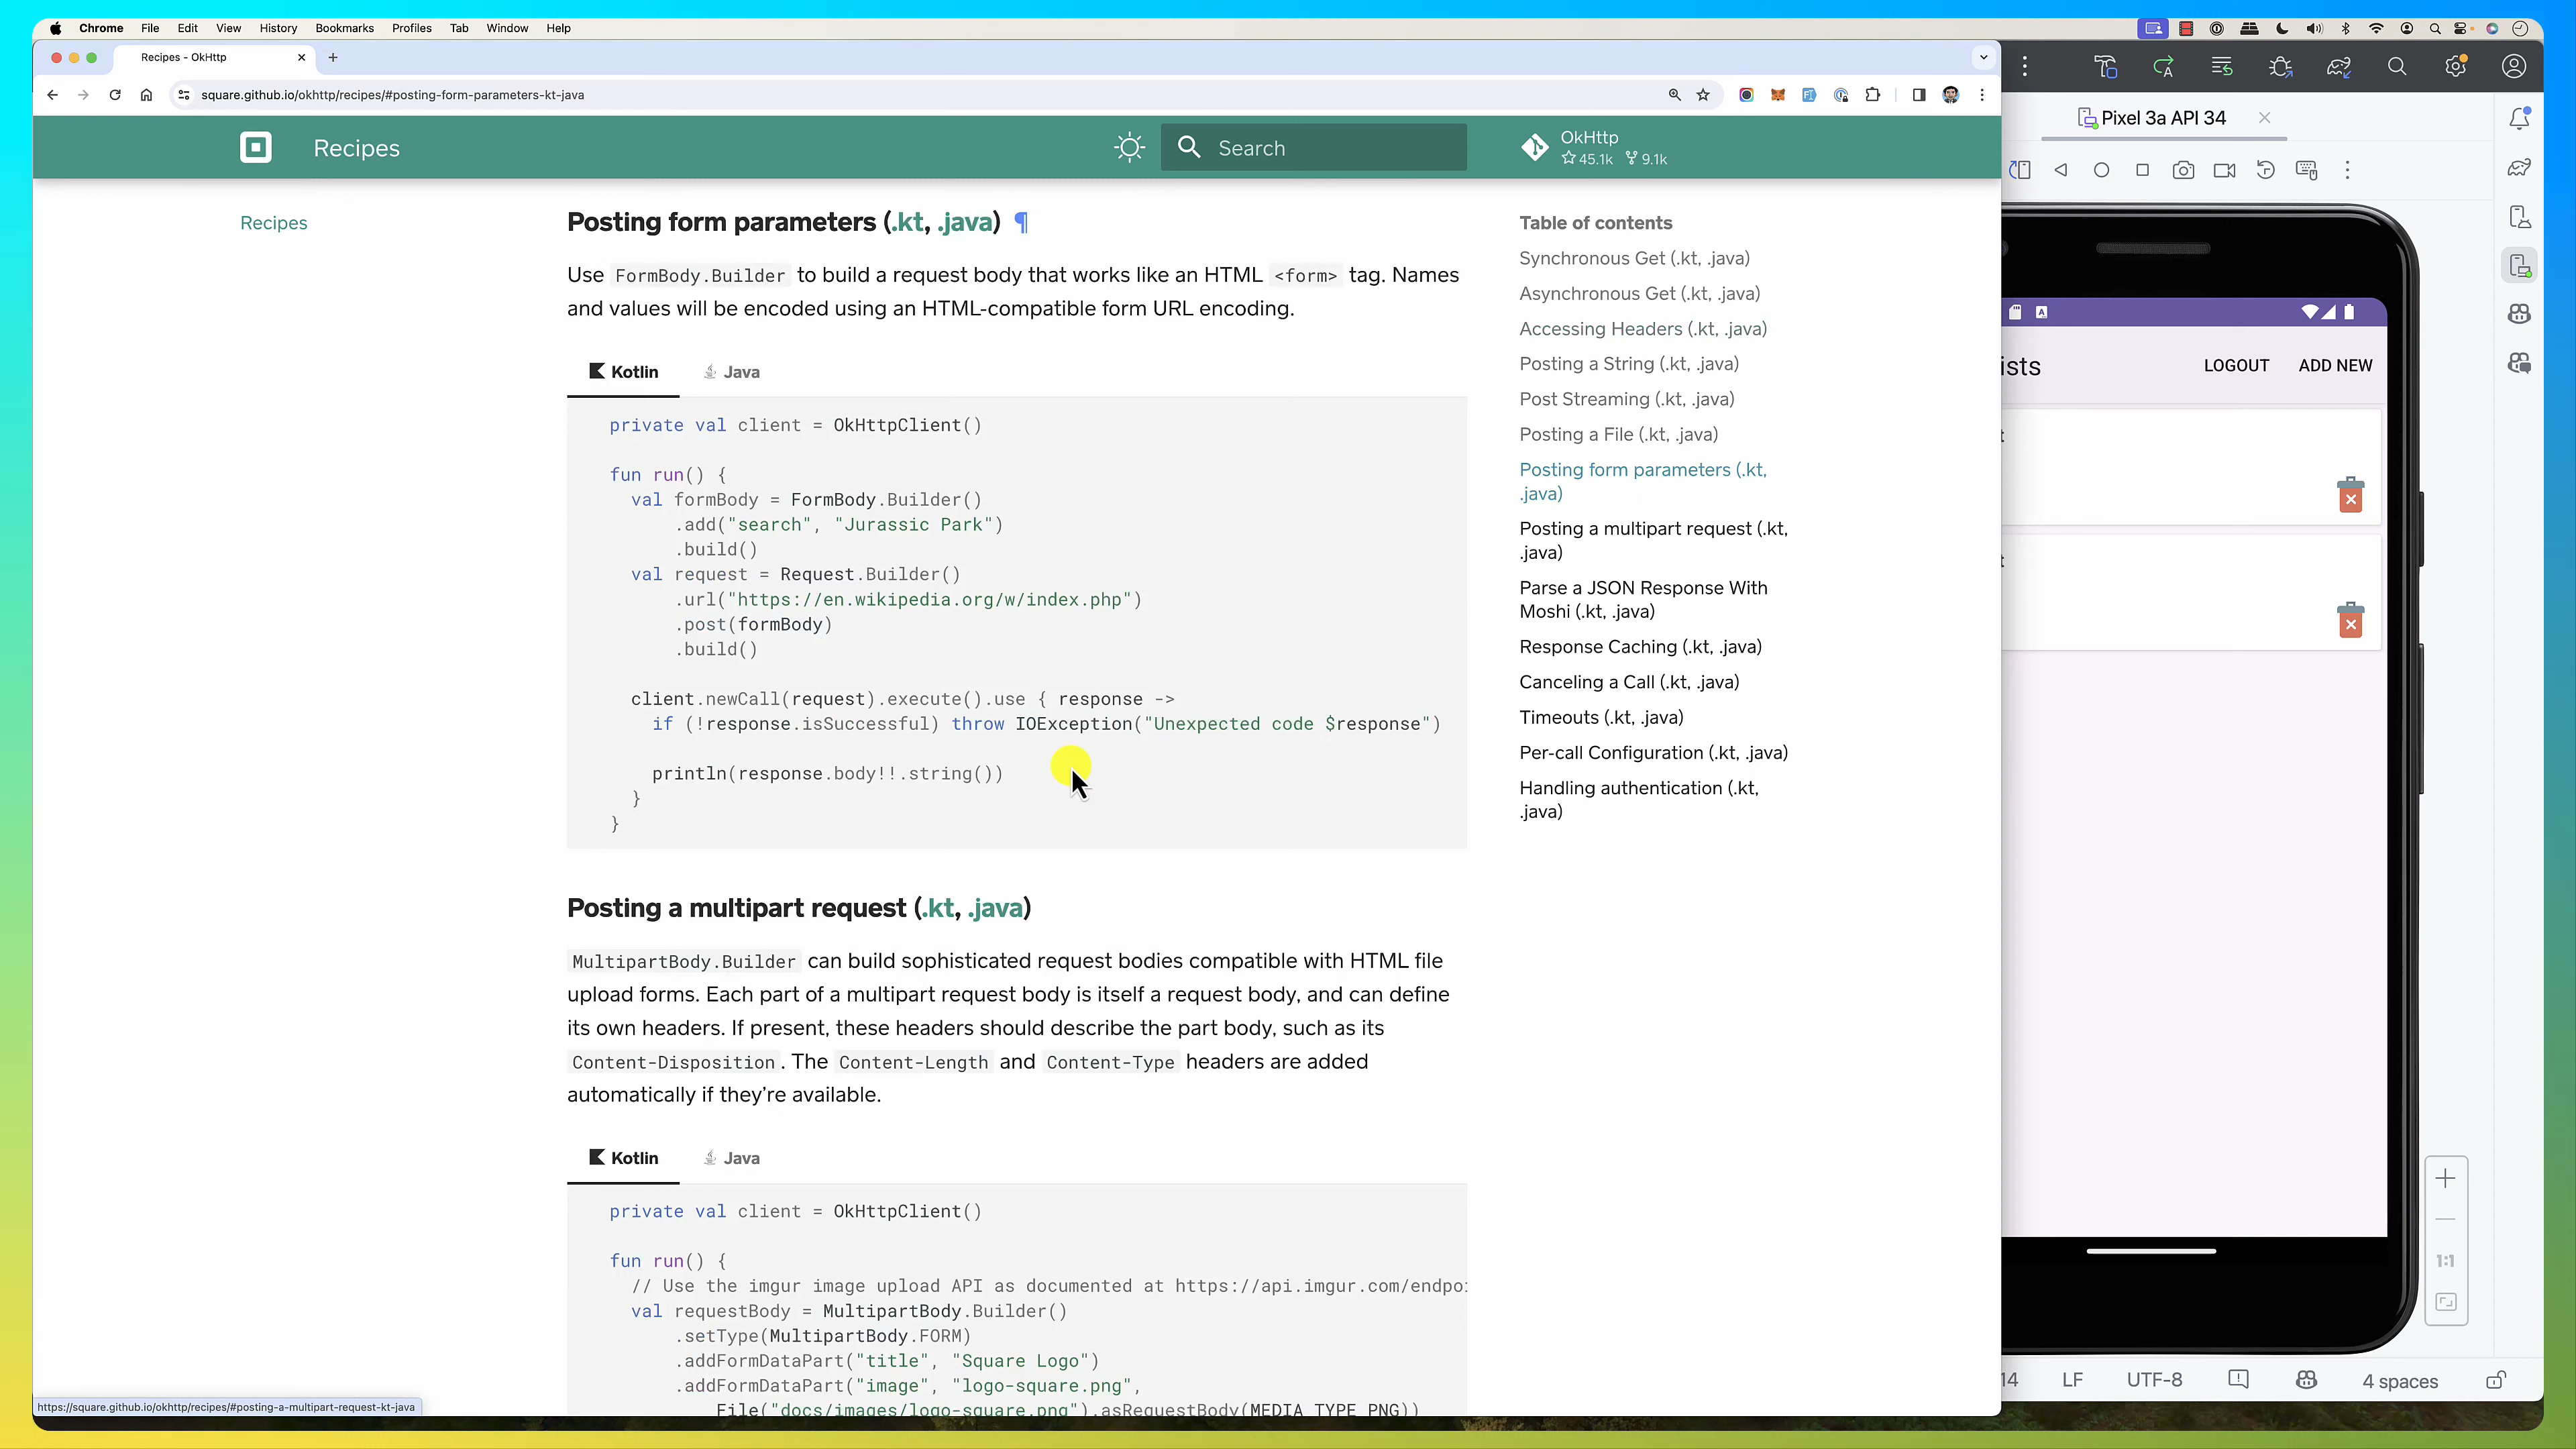 Chrome File Edit View History Bookmarks Profiles Tab Window Help
Recipes - OkHttp
square.github.io/okhttp/recipes/#posting-form-parameters-kt-java
Recipes
Search
OkHttp
45.1k 9.1k
Recipes
Posting form parameters (.kt, .java) ¶
Use FormBody.Builder to build a request body that works like an HTML <form> tag. Names
and values will be encoded using an HTML-compatible form URL encoding.
Kotlin Java
private val client = OkHttpClient()
fun run() {
val formBody = FormBody.Builder()
.add("search", "Jurassic Park")
.build()
val request = Request.Builder()
.url("https://en.wikipedia.org/w/index.php")
.post(formBody)
.build()
client.newCall(request).execute().use { response ->
if (!response.isSuccessful) throw IOException("Unexpected code $response")
println(response.body!!.string())
}
}
Posting a multipart request (.kt, .java)
MultipartBody.Builder can build sophisticated request bodies compatible with HTML file
upload forms. Each part of a multipart request body is itself a request body, and can define
its own headers. If present, these headers should describe the part body, such as its
Content-Disposition. The Content-Length and Content-Type headers are added
automatically if they're available.
Kotlin Java
private val client = OkHttpClient()
fun run() {
// Use the imgur image upload API as documented at https://api.imgur.com/endpoi
val requestBody = MultipartBody.Builder()
.setType(MultipartBody.FORM)
.addFormDataPart("title", "Square Logo")
.addFormDataPart("image", "logo-square.png",
File("docs/images/logo-square.png").asRequestBody(MEDIA_TYPE_PNG))
Table of contents
Synchronous Get (.kt, .java)
Asynchronous Get (.kt, .java)
Accessing Headers (.kt, .java)
Posting a String (.kt, .java)
Post Streaming (.kt, .java)
Posting a File (.kt, .java)
Posting form parameters (.kt,
.java)
Posting a multipart request (.kt,
.java)
Parse a JSON Response With
Moshi (.kt, .java)
Response Caching (.kt, .java)
Canceling a Call (.kt, .java)
Timeouts (.kt, .java)
Per-call Configuration (.kt, .java)
Handling authentication (.kt,
.java)
https://square.github.io/okhttp/recipes/#posting-a-multipart-request-kt-java
Pixel 3a API 34
ists LOGOUT ADD NEW
t
t
1:1
14 LF UTF-8 4 spaces